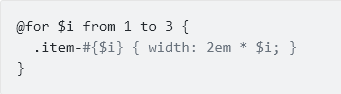 @for $i from 1 to 3 {
  .item-#{$i} { width: 2em * $i; }
}